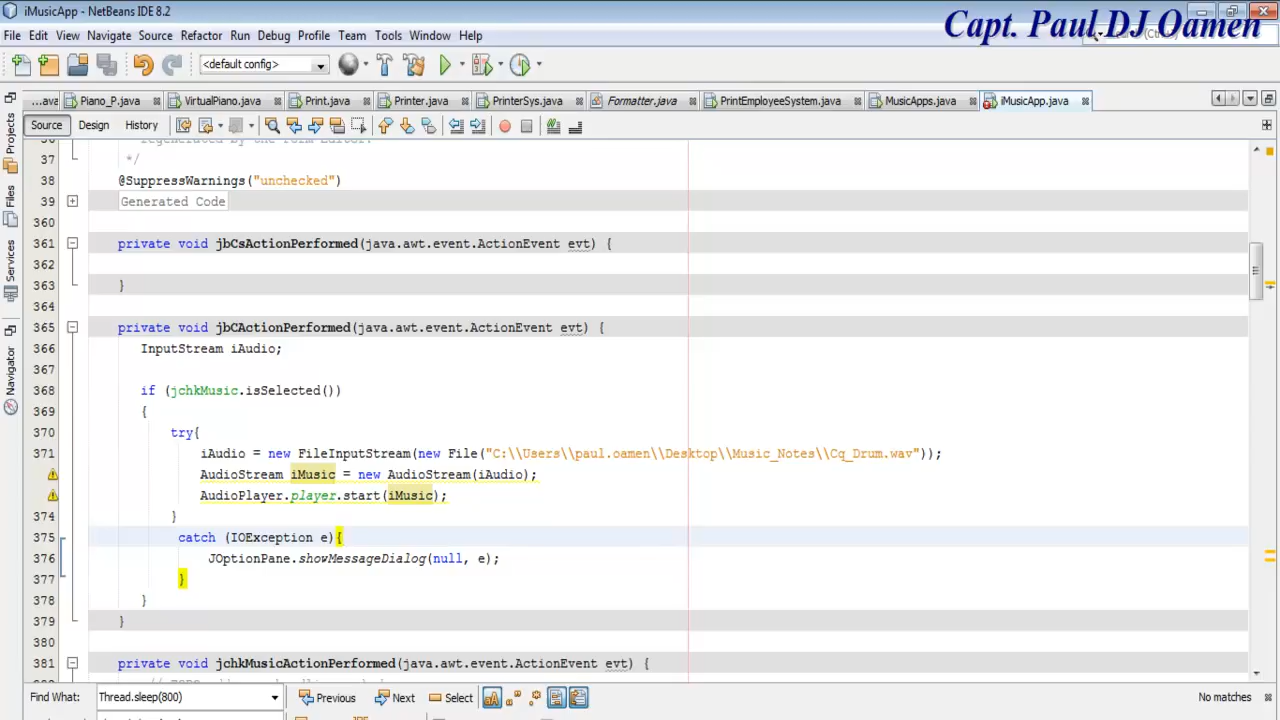 iMusicApp - NetBeans IDE 8.2
Capt. Paul DJ Oamen
File Edit View Navigate Source Refactor Run Debug Profile Team Tools Window Help
<default config>
...ava Piano_P.java VirtualPiano.java Print.java Printer.java PrinterSys.java Formatter.java PrintEmployeeSystem.java MusicApps.java iMusicApp.java
Source Design History
Projects
Files
Services
Navigator
37 */
38 @SuppressWarnings("unchecked")
39 Generated Code
360
361 private void jbCsActionPerformed(java.awt.event.ActionEvent evt) {
362
363 }
364
365 private void jbCActionPerformed(java.awt.event.ActionEvent evt) {
366 InputStream iAudio;
367
368 if (jchkMusic.isSelected())
369 {
370 try{
371 iAudio = new FileInputStream(new File("C:\\Users\\paul.oamen\\Desktop\\Music_Notes\\Cq_Drum.wav"));
AudioStream iMusic = new AudioStream(iAudio);
AudioPlayer.player.start(iMusic);
374 }
375 catch (IOException e){
376 JOptionPane.showMessageDialog(null, e);
377 }
378 }
379 }
380
381 private void jchkMusicActionPerformed(java.awt.event.ActionEvent evt) {
Find What: Thread.sleep(800) Previous Next Select No matches